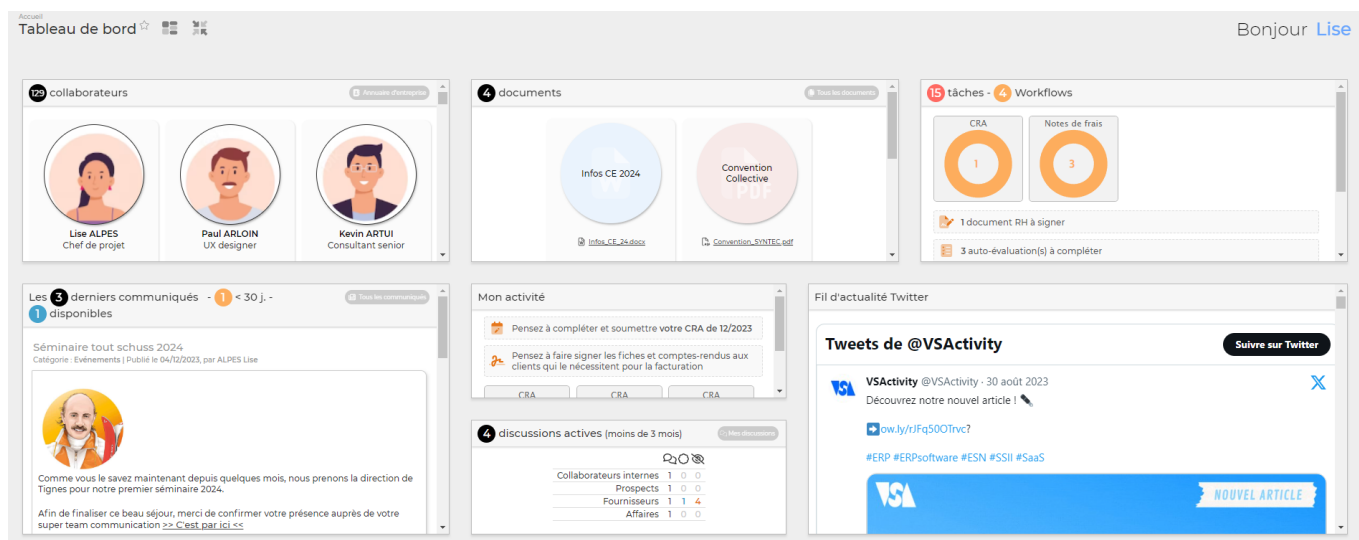 Accueil
Tableau de bord
Bonjour Lise
129 collaborateurs
Annuaire d'entreprise
Lise ALPES
Chef de projet
Paul ARLOIN
UX designer
Kevin ARTUI
Consultant senior
4 documents
Tous les documents
Infos CE 2024
Infos_CE_24.docx
Convention
Collective
PDF
Convention_SYNTEC.pdf
15 tâches - 4 Workflows
CRA
1
Notes de frais
3
1 document RH à signer
3 auto-évaluation(s) à compléter
Les 3 derniers communiqués - 1 < 30 j. -
1 disponibles
Tous les communiqués
Séminaire tout schuss 2024
Catégorie : Evénements | Publié le 04/12/2023, par ALPES Lise
Comme vous le savez maintenant depuis quelques mois, nous prenons la direction de
Tignes pour notre premier séminaire 2024.
Afin de finaliser ce beau séjour, merci de confirmer votre présence auprès de votre
super team communication >> C'est par ici <<
Mon activité
Pensez à compléter et soumettre votre CRA de 12/2023
Pensez à faire signer les fiches et comptes-rendus aux
clients qui le nécessitent pour la facturation
CRA CRA CRA
4 discussions actives (moins de 3 mois)
Mes discussions
Collaborateurs internes 1 0 0
Prospects 1 0 0
Fournisseurs 1 1 4
Affaires 1 0 0
Fil d'actualité Twitter
Tweets de @VSActivity
Suivre sur Twitter
VSA
VSActivity @VSActivity · 30 août 2023
Découvrez notre nouvel article !
ow.ly/rJFq50OTrvc?
#ERP #ERPsoftware #ESN #SSII #SaaS
VSA
NOUVEL ARTICLE